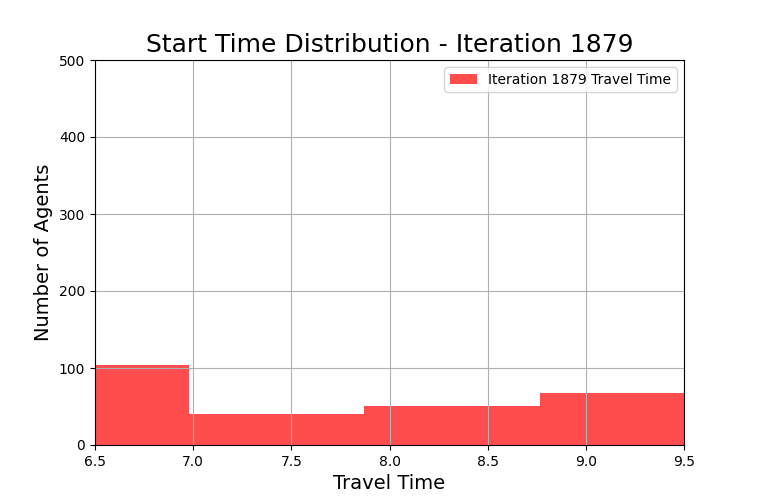 Start Time Distribution - Iteration 1879
Iteration 1879 Travel Time
Number of Agents
500
400
300
200
100
0
6.5 7.0 7.5 8.0 8.5 9.0 9.5
Travel Time